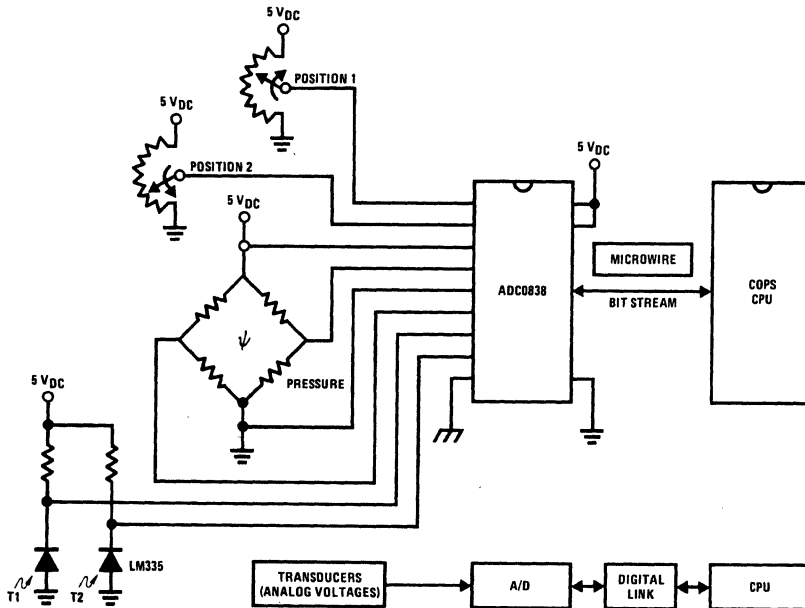 5 VDC
POSITION 1
5 VDC
POSITION 2
5 VDC
5 VDC
MICROWIRE
ADC0838
BIT STREAM
COPS
CPU
ψ
PRESSURE
5 VDC
LM335
T1
T2
TRANSDUCERS
(ANALOG VOLTAGES)
A/D
DIGITAL
LINK
CPU